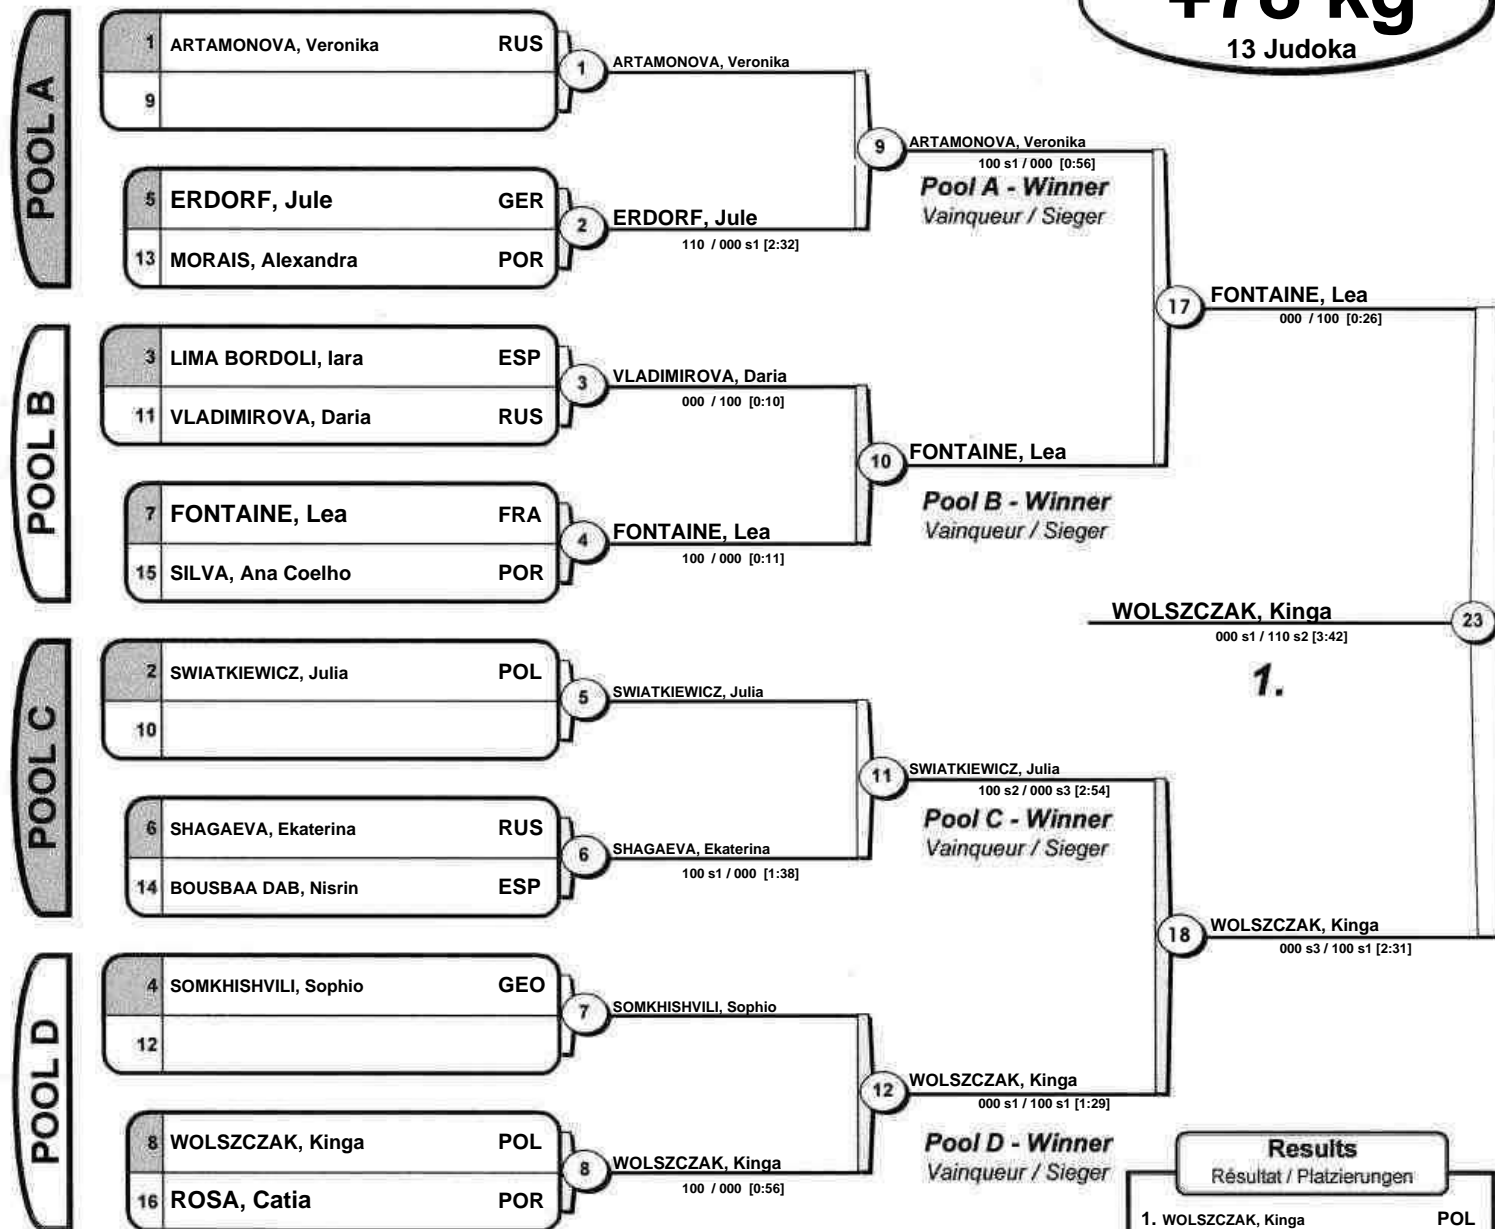 +78 kg
13 Judoka
POOL A
1 ARTAMONOVA, Veronika RUS
9
1 ARTAMONOVA, Veronika
5 ERDORF, Jule GER
13 MORAIS, Alexandra POR
2 ERDORF, Jule
110 / 000 s1 [2:32]
9 ARTAMONOVA, Veronika
100 s1 / 000 [0:56]
Pool A - Winner
Vainqueur / Sieger
POOL B
3 LIMA BORDOLI, Iara ESP
11 VLADIMIROVA, Daria RUS
3 VLADIMIROVA, Daria
000 / 100 [0:10]
7 FONTAINE, Lea FRA
15 SILVA, Ana Coelho POR
4 FONTAINE, Lea
100 / 000 [0:11]
10 FONTAINE, Lea
Pool B - Winner
Vainqueur / Sieger
17 FONTAINE, Lea
000 / 100 [0:26]
WOLSZCZAK, Kinga 23
000 s1 / 110 s2 [3:42]
1.
POOL C
2 SWIATKIEWICZ, Julia POL
10
5 SWIATKIEWICZ, Julia
6 SHAGAEVA, Ekaterina RUS
14 BOUSBAA DAB, Nisrin ESP
6 SHAGAEVA, Ekaterina
100 s1 / 000 [1:38]
11 SWIATKIEWICZ, Julia
100 s2 / 000 s3 [2:54]
Pool C - Winner
Vainqueur / Sieger
18 WOLSZCZAK, Kinga
000 s3 / 100 s1 [2:31]
POOL D
4 SOMKHISHVILI, Sophio GEO
12
7 SOMKHISHVILI, Sophio
8 WOLSZCZAK, Kinga POL
16 ROSA, Catia POR
8 WOLSZCZAK, Kinga
100 / 000 [0:56]
12 WOLSZCZAK, Kinga
000 s1 / 100 s1 [1:29]
Pool D - Winner
Vainqueur / Sieger
Results
Résultat / Platzierungen
1. WOLSZCZAK, Kinga POL